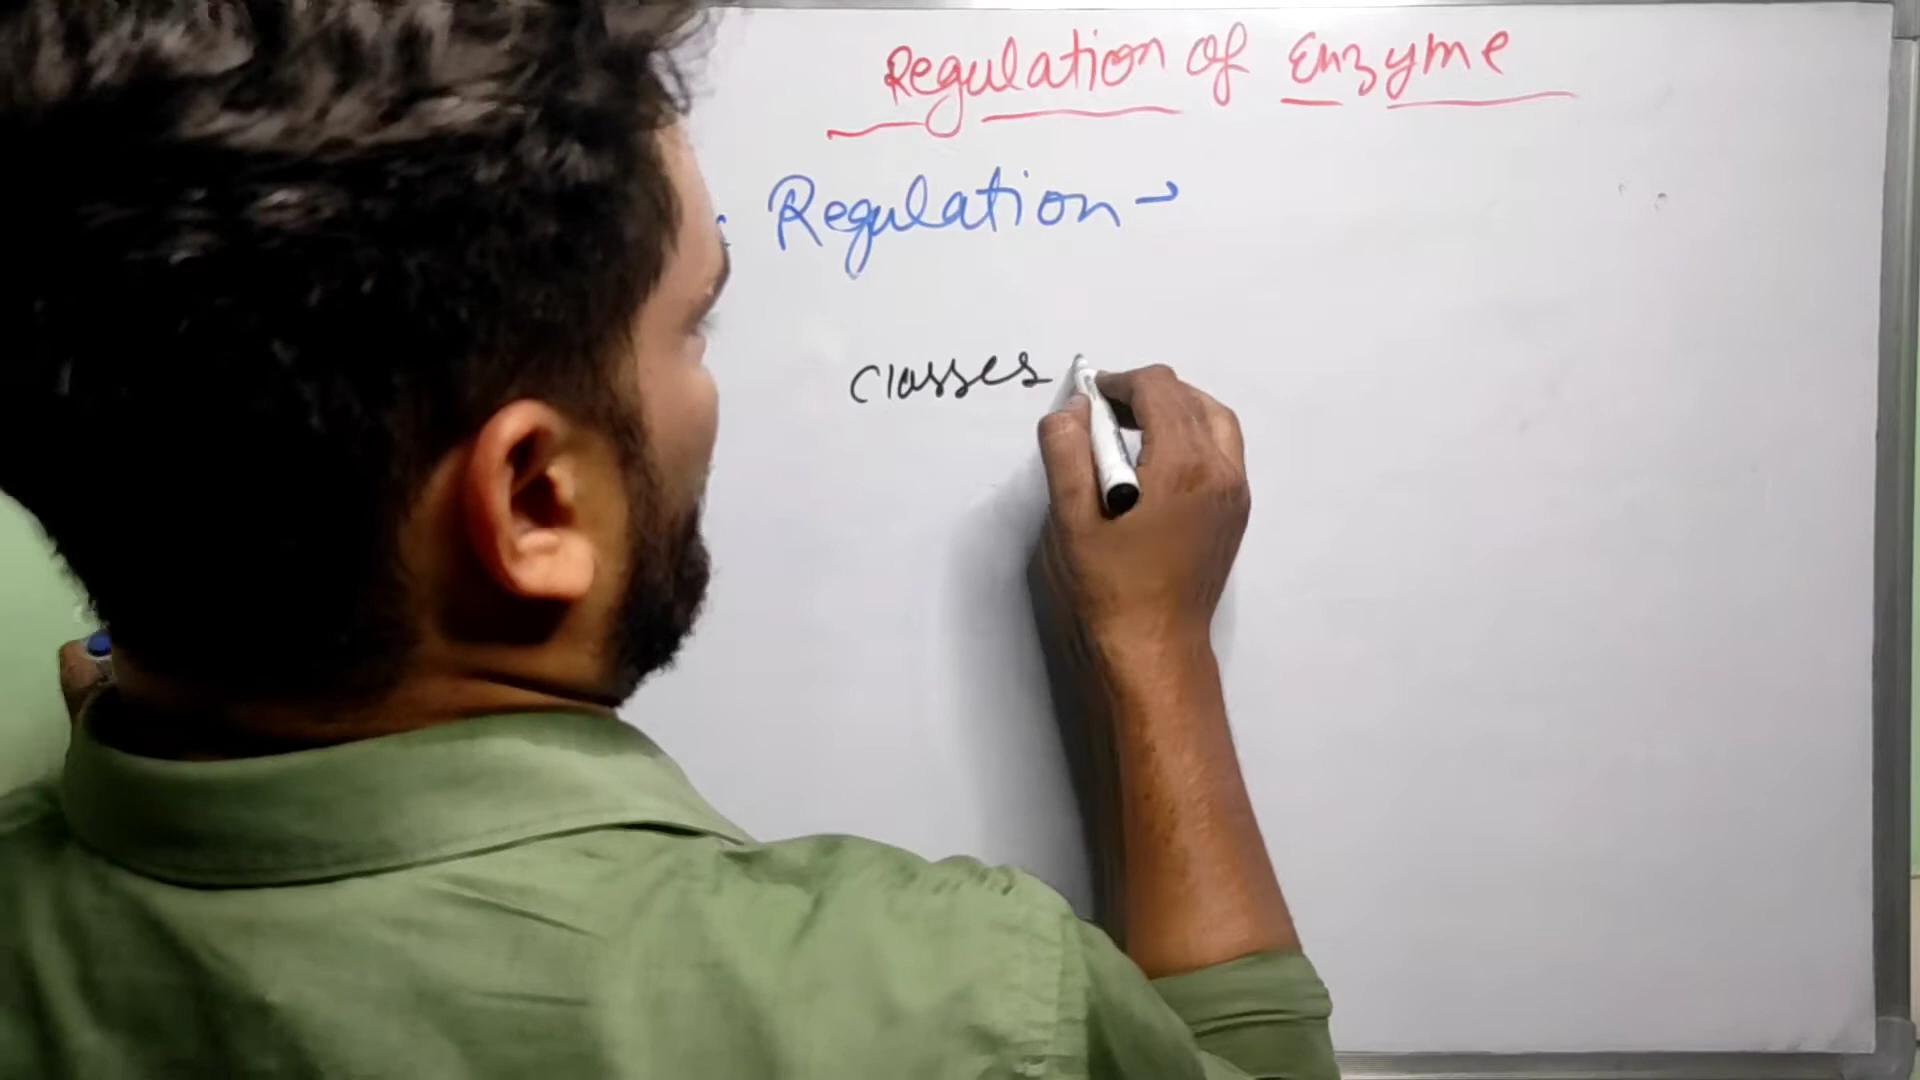 Regulation of Enzyme
Regulation →
Classes